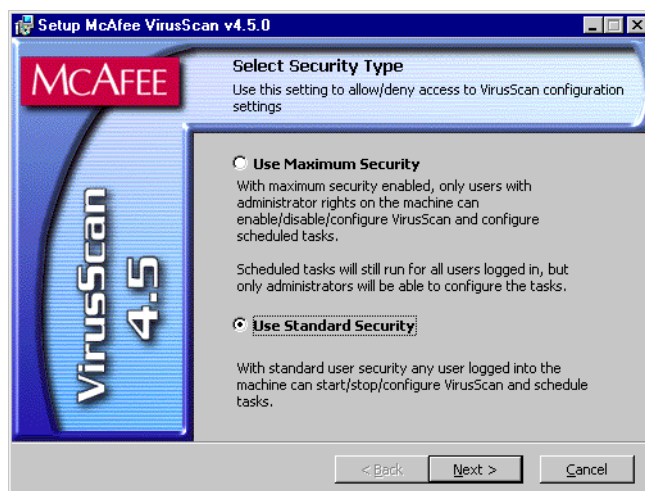 Setup McAfee VirusScan v4.5.0
MCAFEE
Select Security Type
Use this setting to allow/deny access to VirusScan configuration
settings
VirusScan
4.5
Use Maximum Security
With maximum security enabled, only users with
administrator rights on the machine can
enable/disable/configure VirusScan and configure
scheduled tasks.
Scheduled tasks will still run for all users logged in, but
only administrators will be able to configure the tasks.
Use Standard Security
With standard user security any user logged into the
machine can start/stop/configure VirusScan and schedule
tasks.
< Back
Next >
Cancel